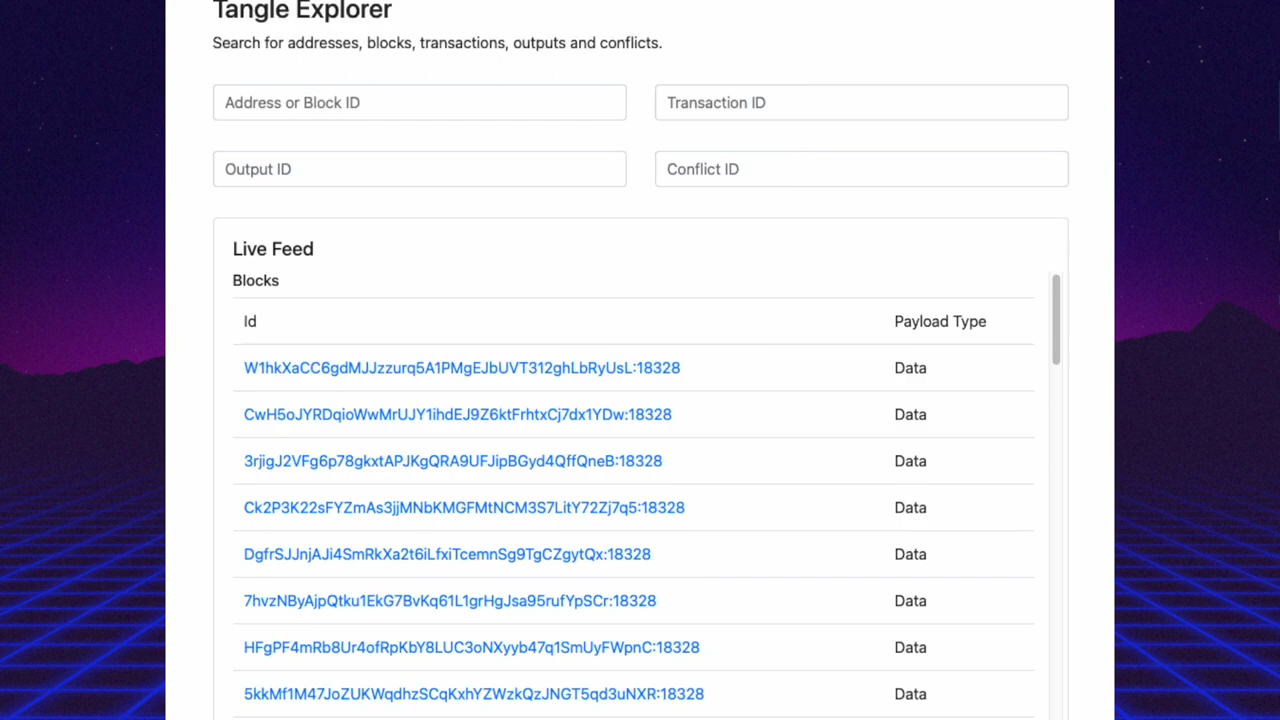 Tangle Explorer
Search for addresses, blocks, transactions, outputs and conflicts.
Address or Block ID
Transaction ID
Output ID
Conflict ID
Live Feed
Blocks
Id Payload Type
W1hkXaCC6gdMJJzzurq5A1PMgEJbUVT312ghLbRyUsL:18328 Data
CwH5oJYRDqioWwMrUJY1ihdEJ9Z6ktFrhtxCj7dx1YDw:18328 Data
3rjigJ2VFg6p78gkxtAPJKgQRA9UFJipBGyd4QffQneB:18328 Data
Ck2P3K22sFYZmAs3jjMNbKMGFMtNCM3S7LitY72Zj7q5:18328 Data
DgfrSJJnjAJi4SmRkXa2t6iLfxiTcemnSg9TgCZgytQx:18328 Data
7hvzNByAjpQtku1EkG7BvKq61L1grHgJsa95rufYpSCr:18328 Data
HFgPF4mRb8Ur4ofRpKbY8LUC3oNXyyb47q1SmUyFWpnC:18328 Data
5kkMf1M47JoZUKWqdhzSCqKxhYZWzkQzJNGT5qd3uNXR:18328 Data